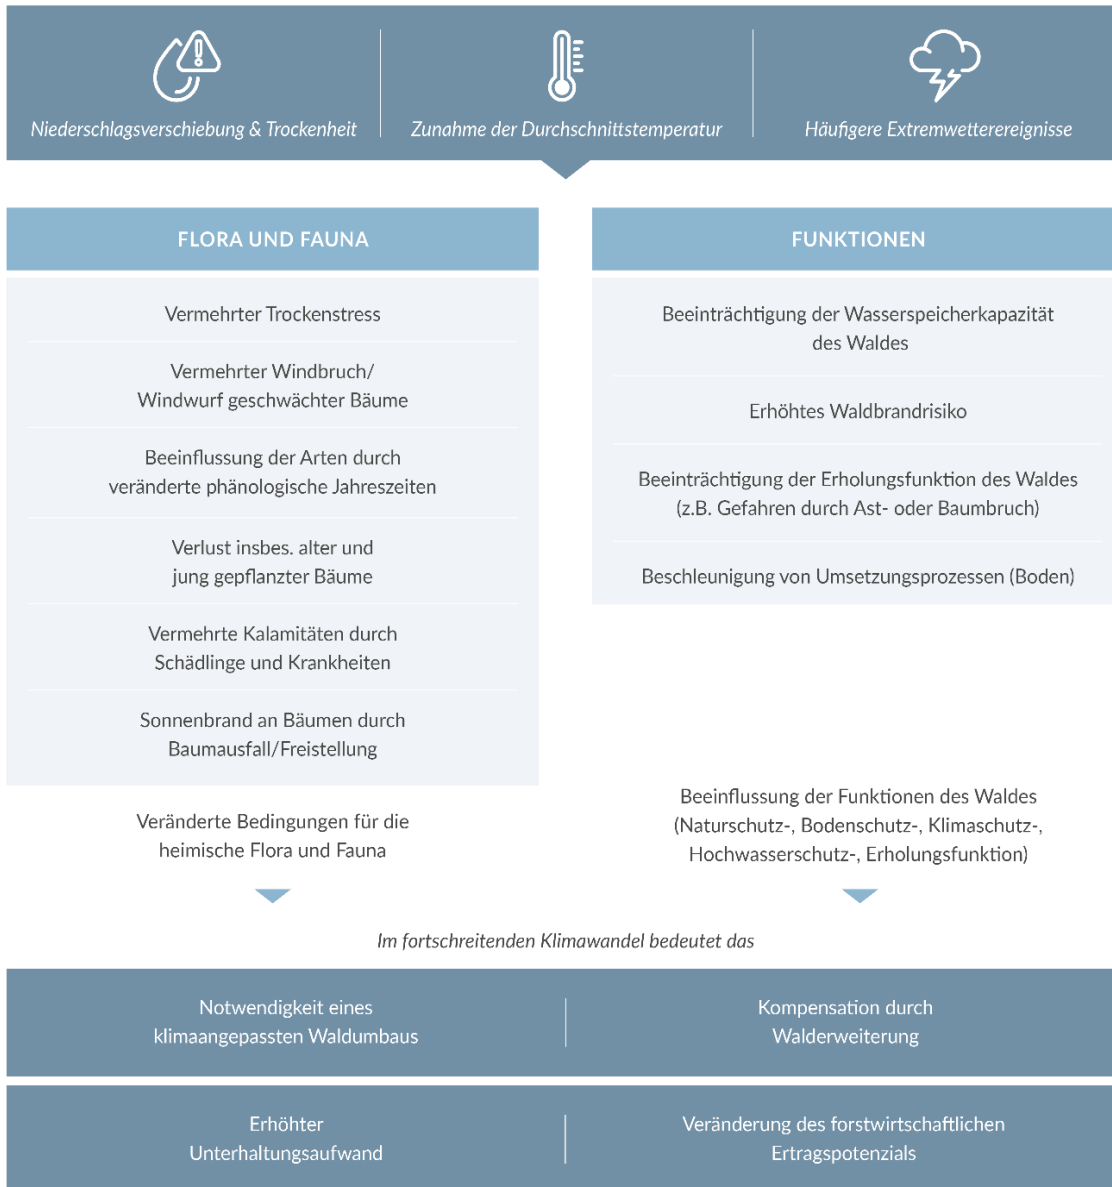 Niederschlagsverschiebung & Trockenheit
Zunahme der Durchschnittstemperatur
Häufigere Extremwetterereignisse
FLORA UND FAUNA
Vermehrter Trockenstress
Vermehrter Windbruch/
Windwurf geschwächter Bäume
Beeinflussung der Arten durch
veränderte phänologische Jahreszeiten
Verlust insbes. alter und
jung gepflanzter Bäume
Vermehrte Kalamitäten durch
Schädlinge und Krankheiten
Sonnenbrand an Bäumen durch
Baumausfall/Freistellung
Veränderte Bedingungen für die
heimische Flora und Fauna
FUNKTIONEN
Beeinträchtigung der Wasserspeicherkapazität
des Waldes
Erhöhtes Waldbrandrisiko
Beeinträchtigung der Erholungsfunktion des Waldes
(z.B. Gefahren durch Ast- oder Baumbruch)
Beschleunigung von Umsetzungsprozessen (Boden)
Beeinflussung der Funktionen des Waldes
(Naturschutz-, Bodenschutz-, Klimaschutz-,
Hochwasserschutz-, Erholungsfunktion)
Im fortschreitenden Klimawandel bedeutet das
Notwendigkeit eines
klimaangepassten Waldumbaus
Kompensation durch
Walderweiterung
Erhöhter
Unterhaltungsaufwand
Veränderung des forstwirtschaftlichen
Ertragspotenzials